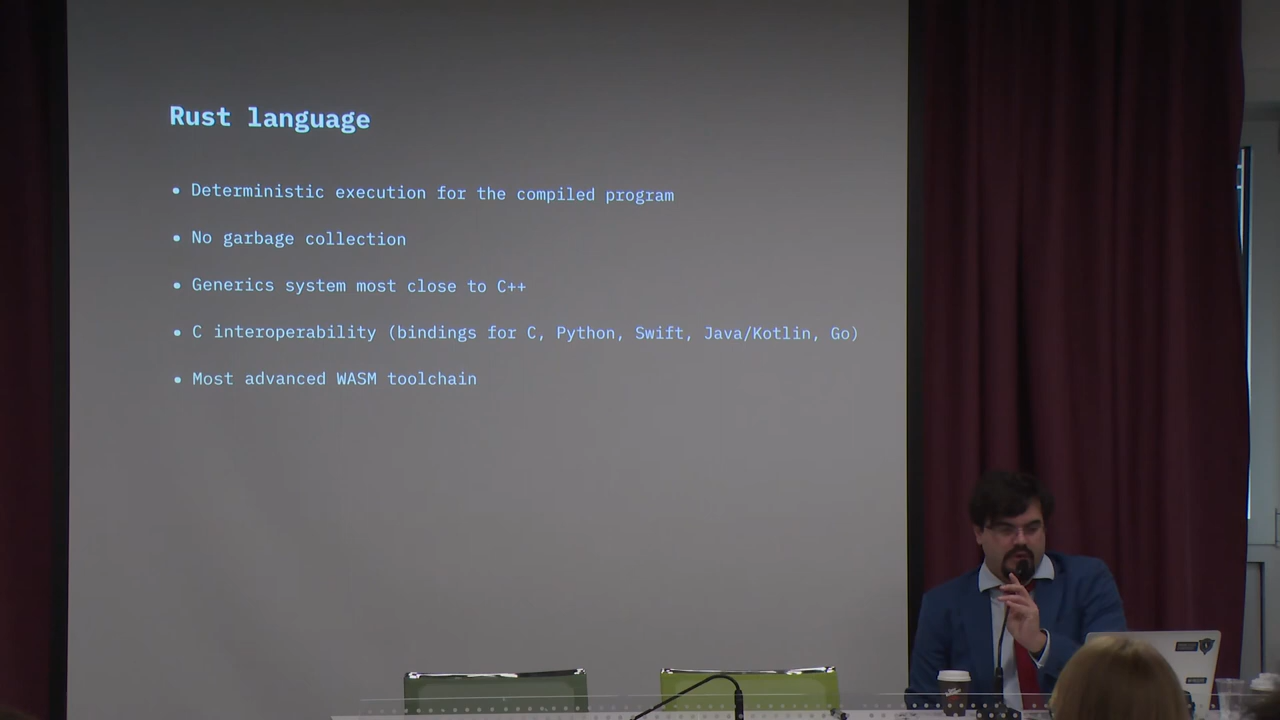 Rust language
• Deterministic execution for the compiled program
• No garbage collection
• Generics system most close to C++
• C interoperability (bindings for C, Python, Swift, Java/Kotlin, Go)
• Most advanced WASM toolchain